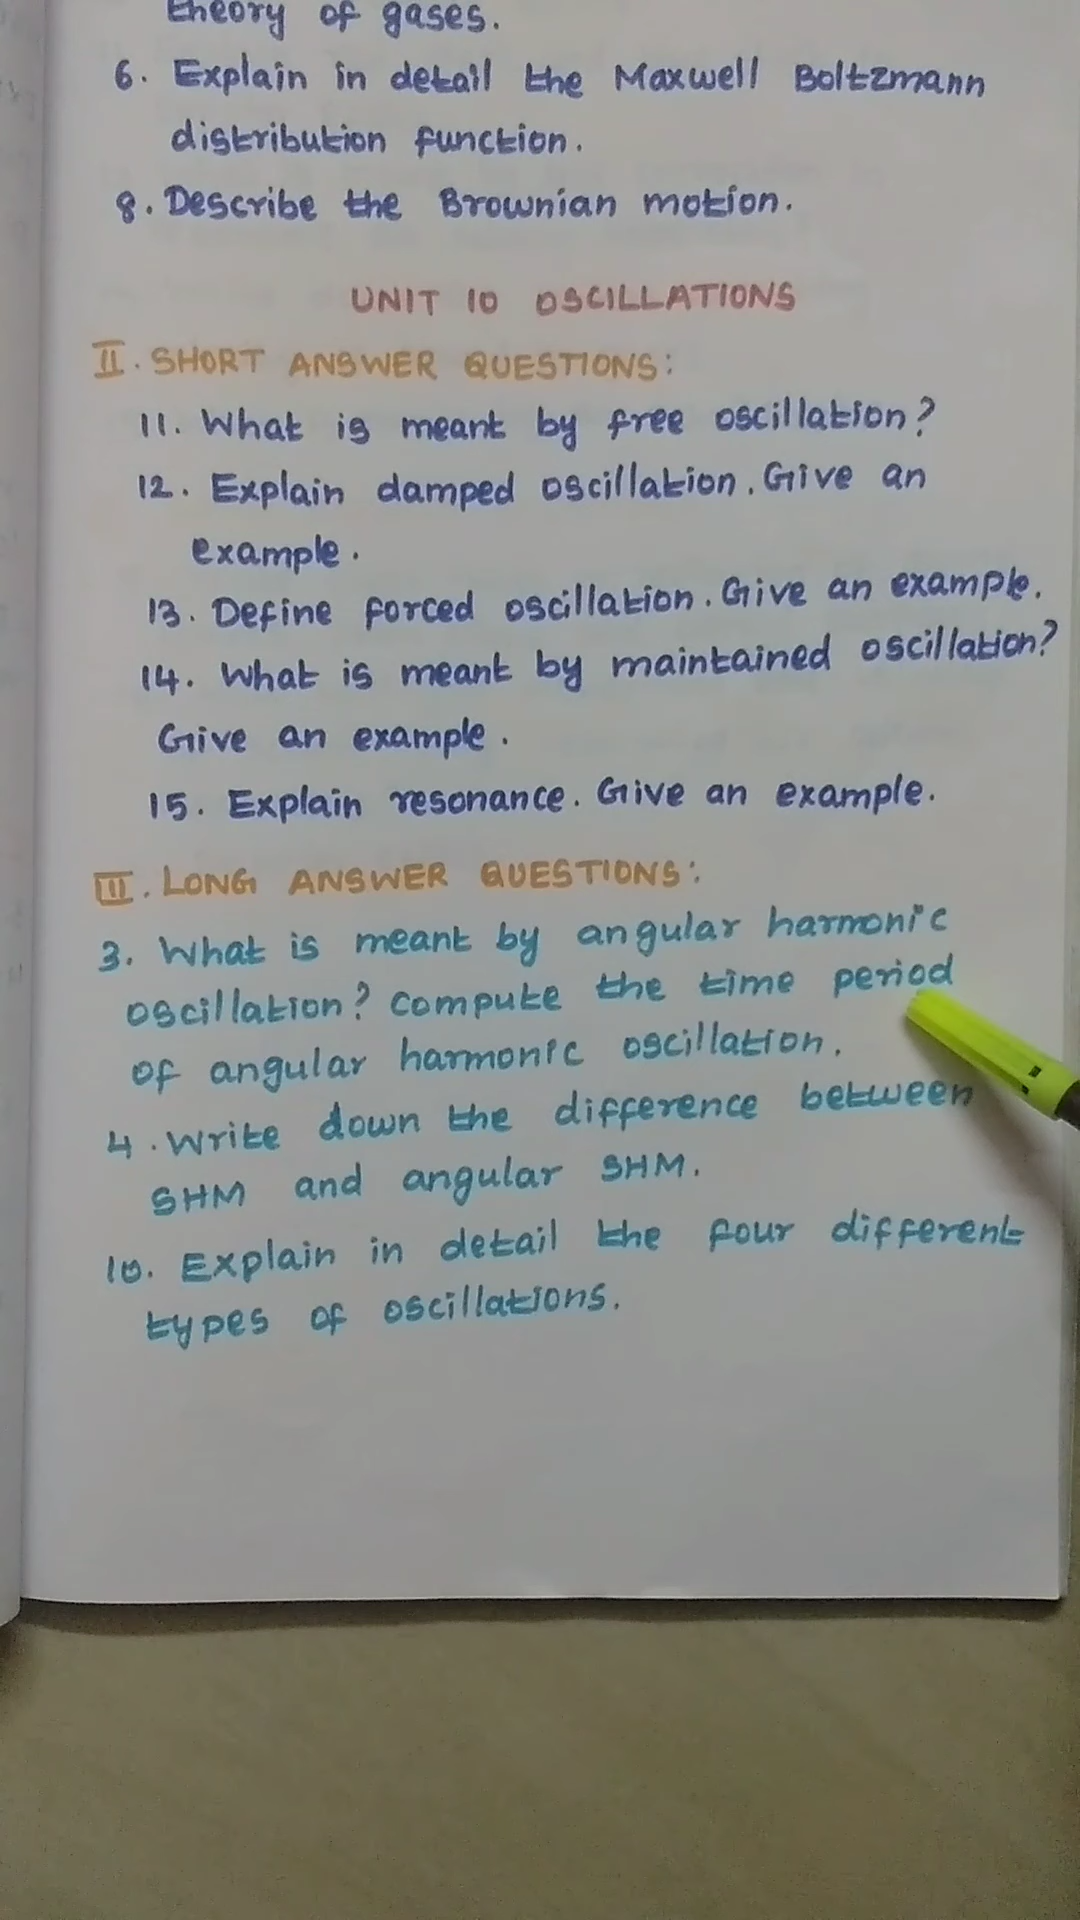 theory of gases.
6. Explain in detail the Maxwell Boltzmann
distribution function.
8. Describe the Brownian motion.
UNIT 10 OSCILLATIONS
II. SHORT ANSWER QUESTIONS:
11. What is meant by free oscillation?
12. Explain damped oscillation. Give an
example.
13. Define forced oscillation. Give an example.
14. What is meant by maintained oscillation?
Give an example.
15. Explain resonance. Give an example.
III. LONG ANSWER QUESTIONS:
3. What is meant by angular harmonic
oscillation? Compute the time period
of angular harmonic oscillation.
4. Write down the difference between
SHM and angular SHM.
10. Explain in detail the four different
types of oscillations.